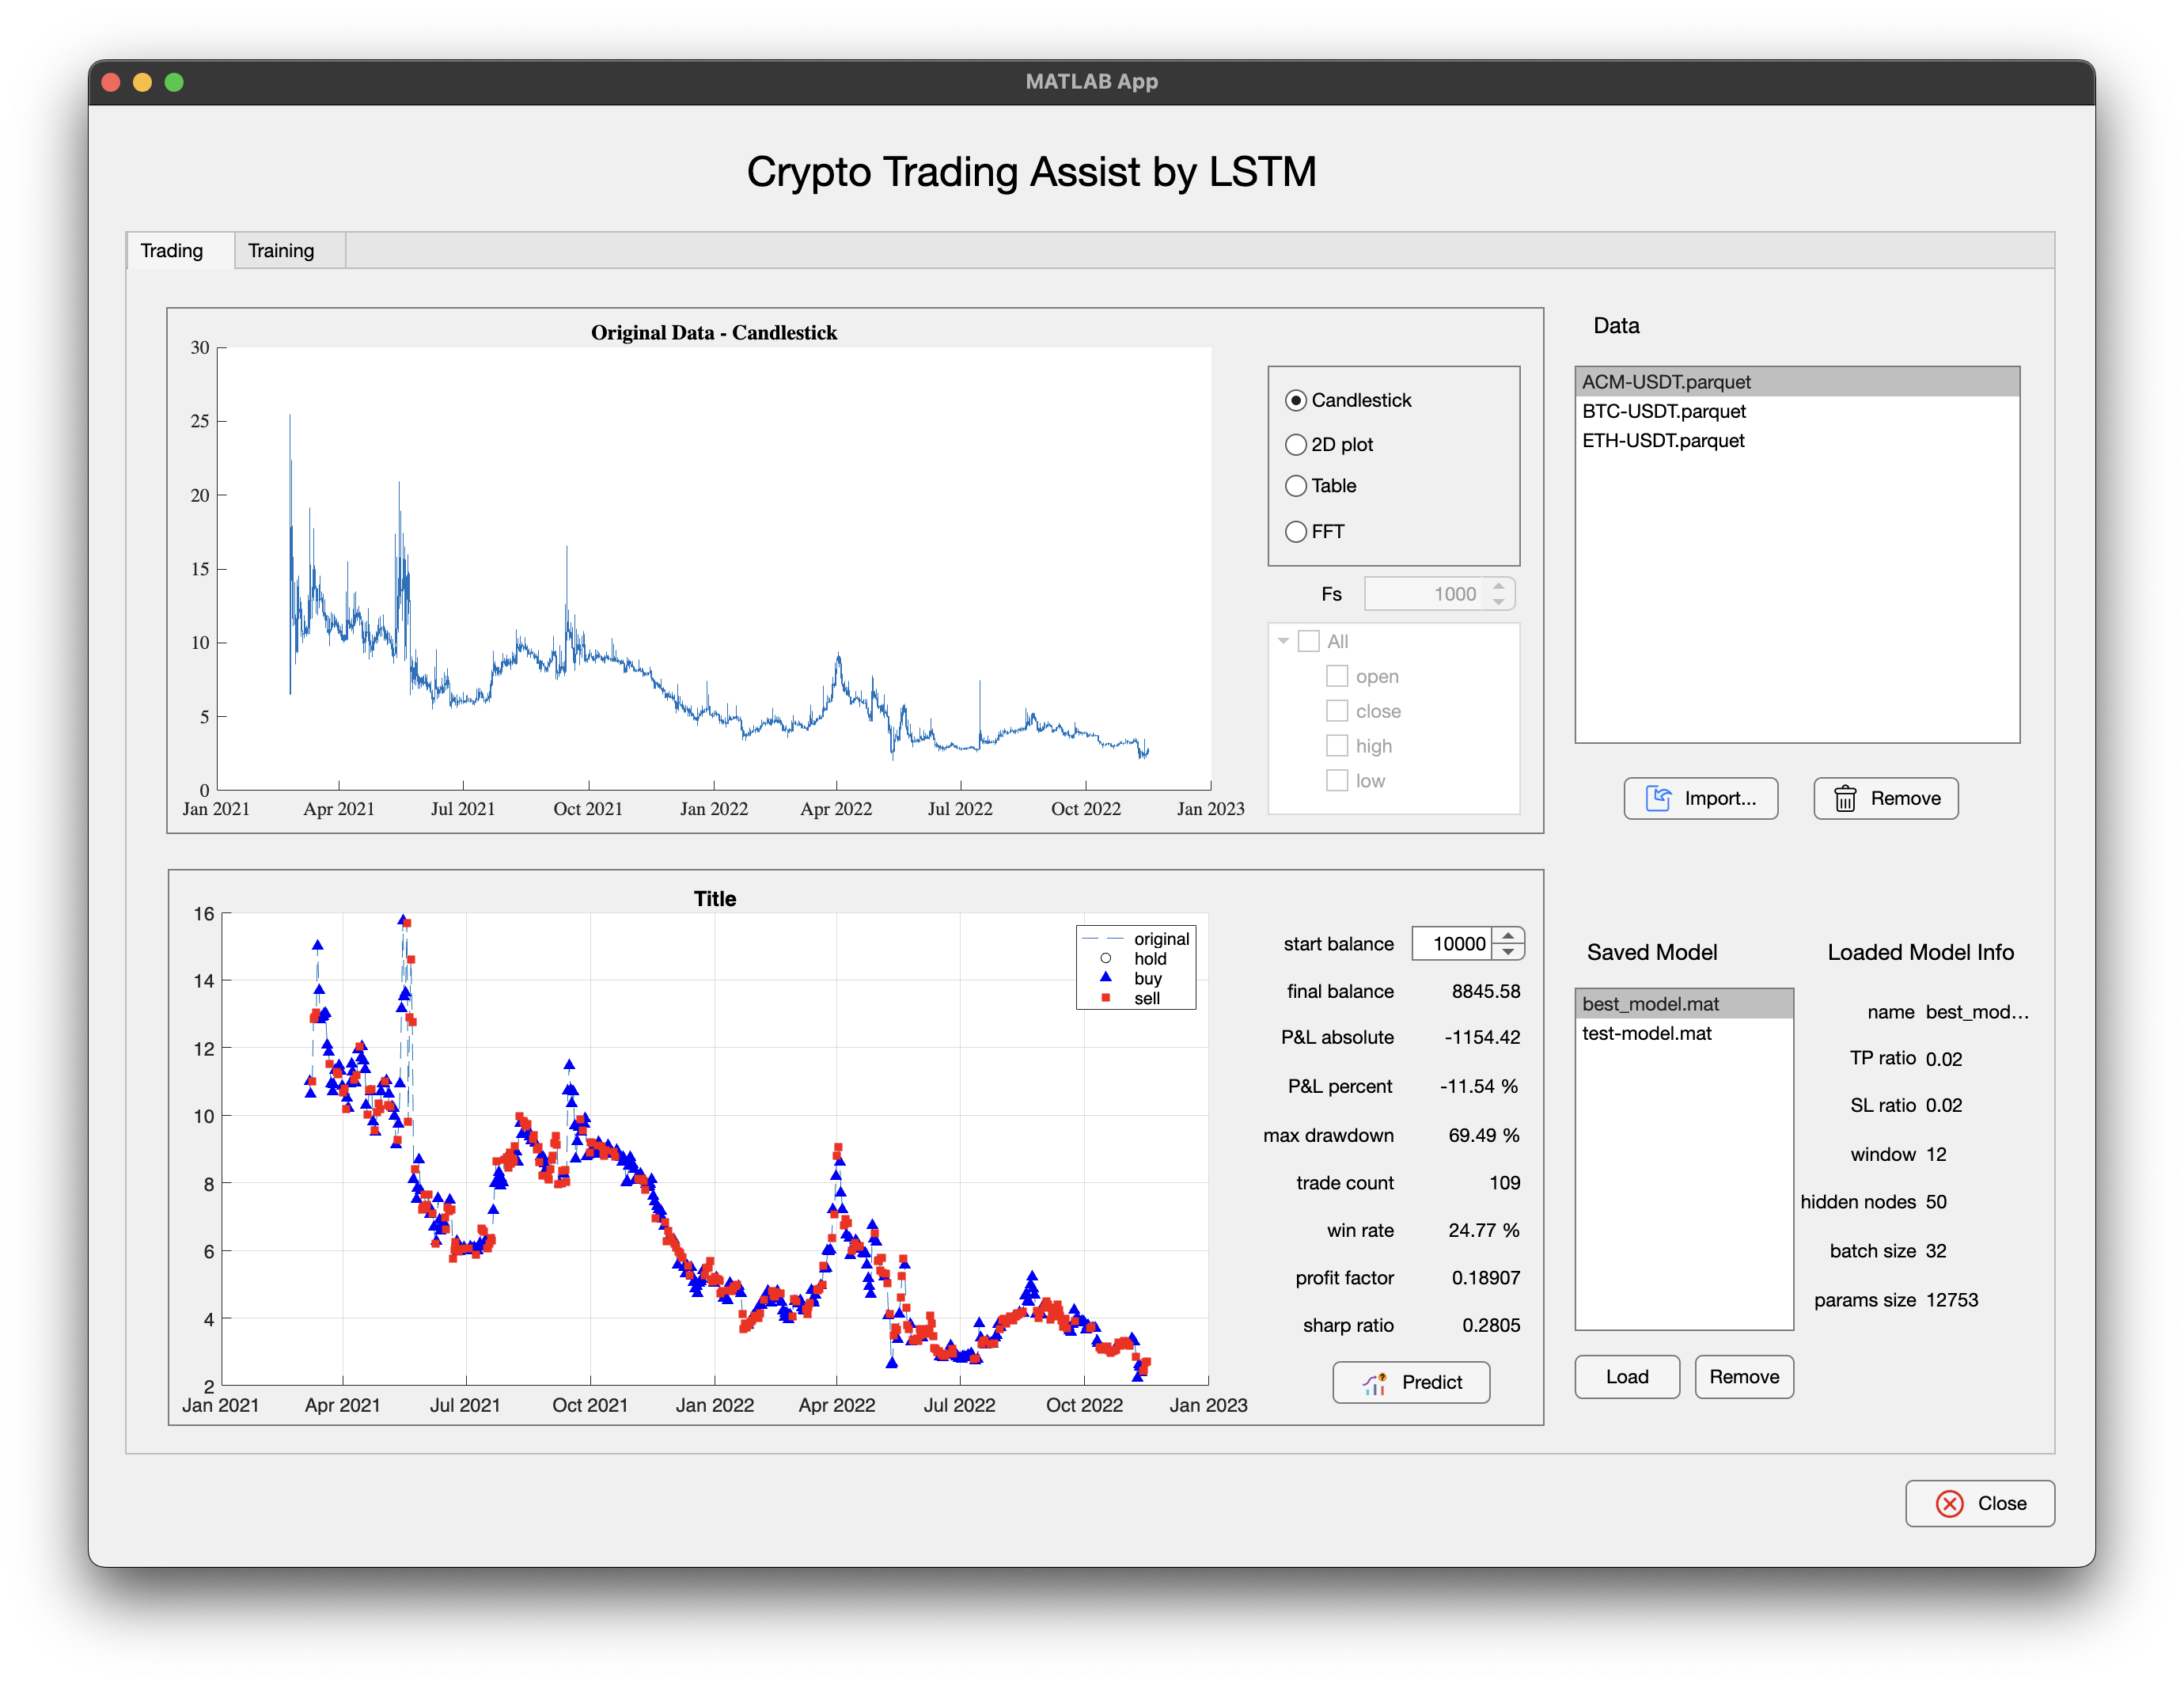 MATLAB App
Crypto Trading Assist by LSTM
Trading
Training
Original Data - Candlestick
30
25
20
15
10
5
0
Jan 2021 Apr 2021 Jul 2021 Oct 2021 Jan 2022 Apr 2022 Jul 2022 Oct 2022 Jan 2023
Candlestick
2D plot
Table
FFT
Fs 1000
All
open
close
high
low
Data
ACM-USDT.parquet
BTC-USDT.parquet
ETH-USDT.parquet
Import...
Remove
Title
16
14
12
10
8
6
4
2
Jan 2021 Apr 2021 Jul 2021 Oct 2021 Jan 2022 Apr 2022 Jul 2022 Oct 2022 Jan 2023
original
hold
buy
sell
start balance 10000
final balance 8845.58
P&L absolute -1154.42
P&L percent -11.54 %
max drawdown 69.49 %
trade count 109
win rate 24.77 %
profit factor 0.18907
sharp ratio 0.2805
Predict
Saved Model
best_model.mat
test-model.mat
Load
Remove
Loaded Model Info
name best_mod...
TP ratio 0.02
SL ratio 0.02
window 12
hidden nodes 50
batch size 32
params size 12753
Close